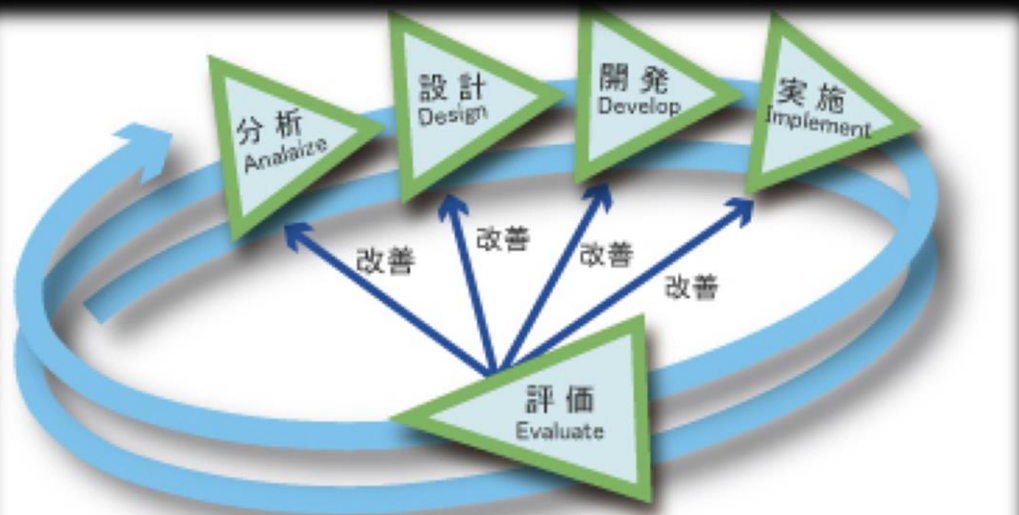 分析
Analaize
設計
Design
開発
Develop
実施
Implement
改善
改善
改善
改善
評価
Evaluate